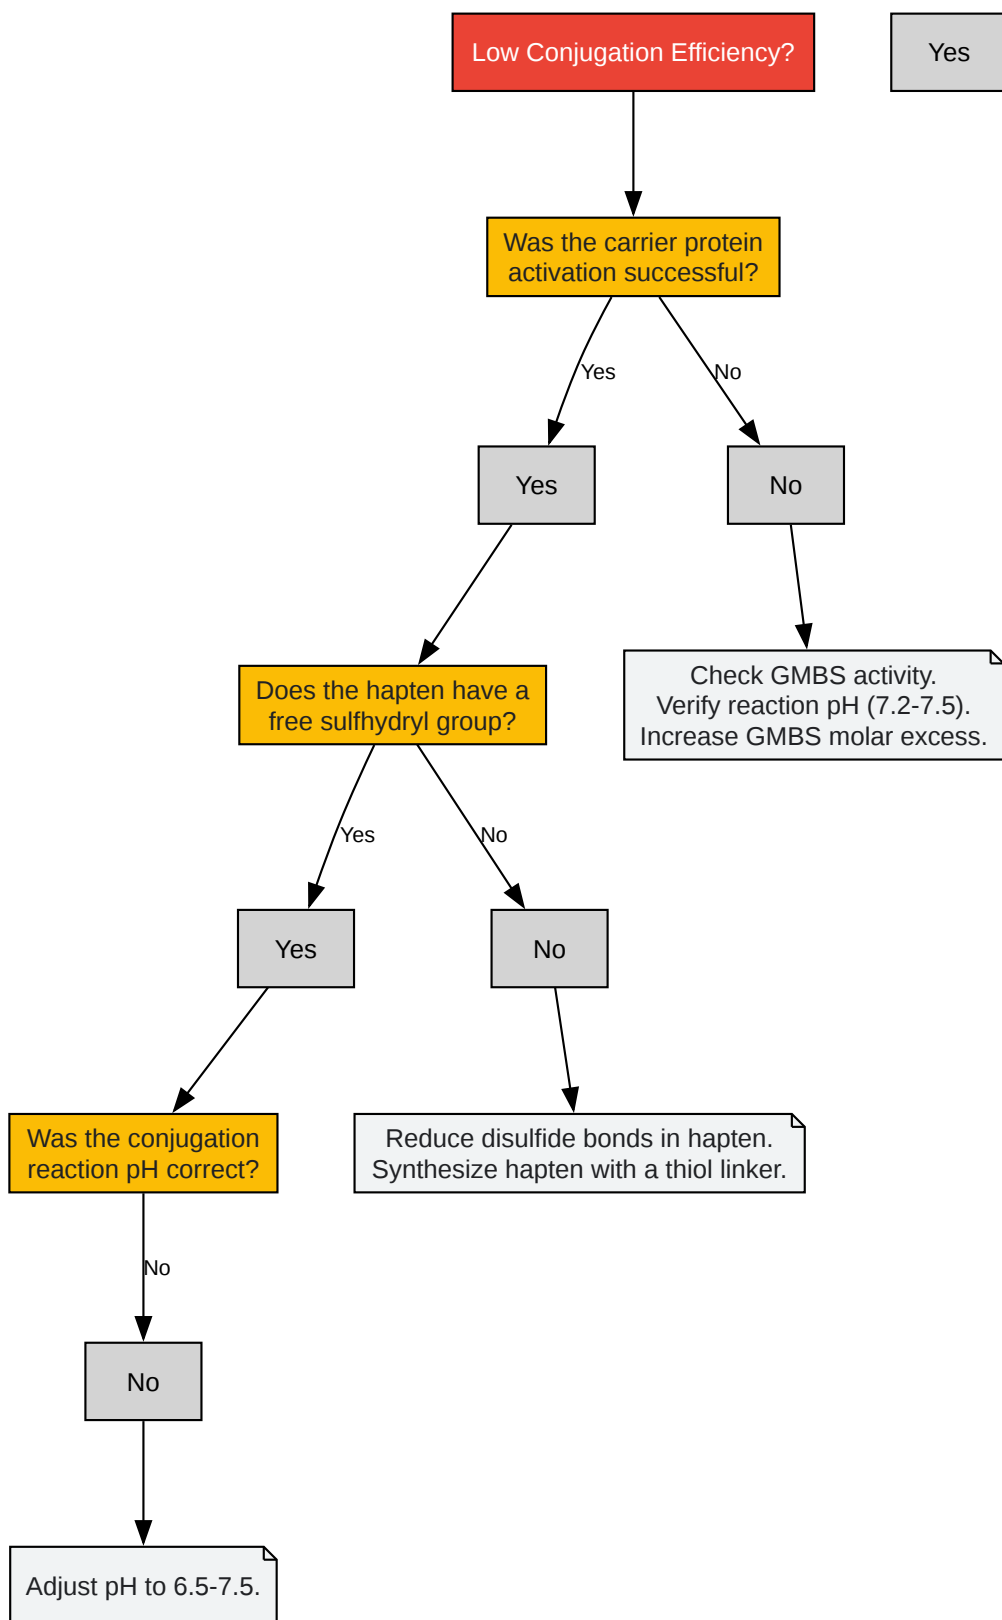 Low Conjugation Efficiency?
Yes
Was the carrier protein
activation successful?
Yes
No
Yes
No
Does the hapten have a
free sulfhydryl group?
Check GMBS activity.
Verify reaction pH (7.2-7.5).
Increase GMBS molar excess.
Yes
No
Yes
No
Was the conjugation
reaction pH correct?
Reduce disulfide bonds in hapten.
Synthesize hapten with a thiol linker.
No
No
Adjust pH to 6.5-7.5.